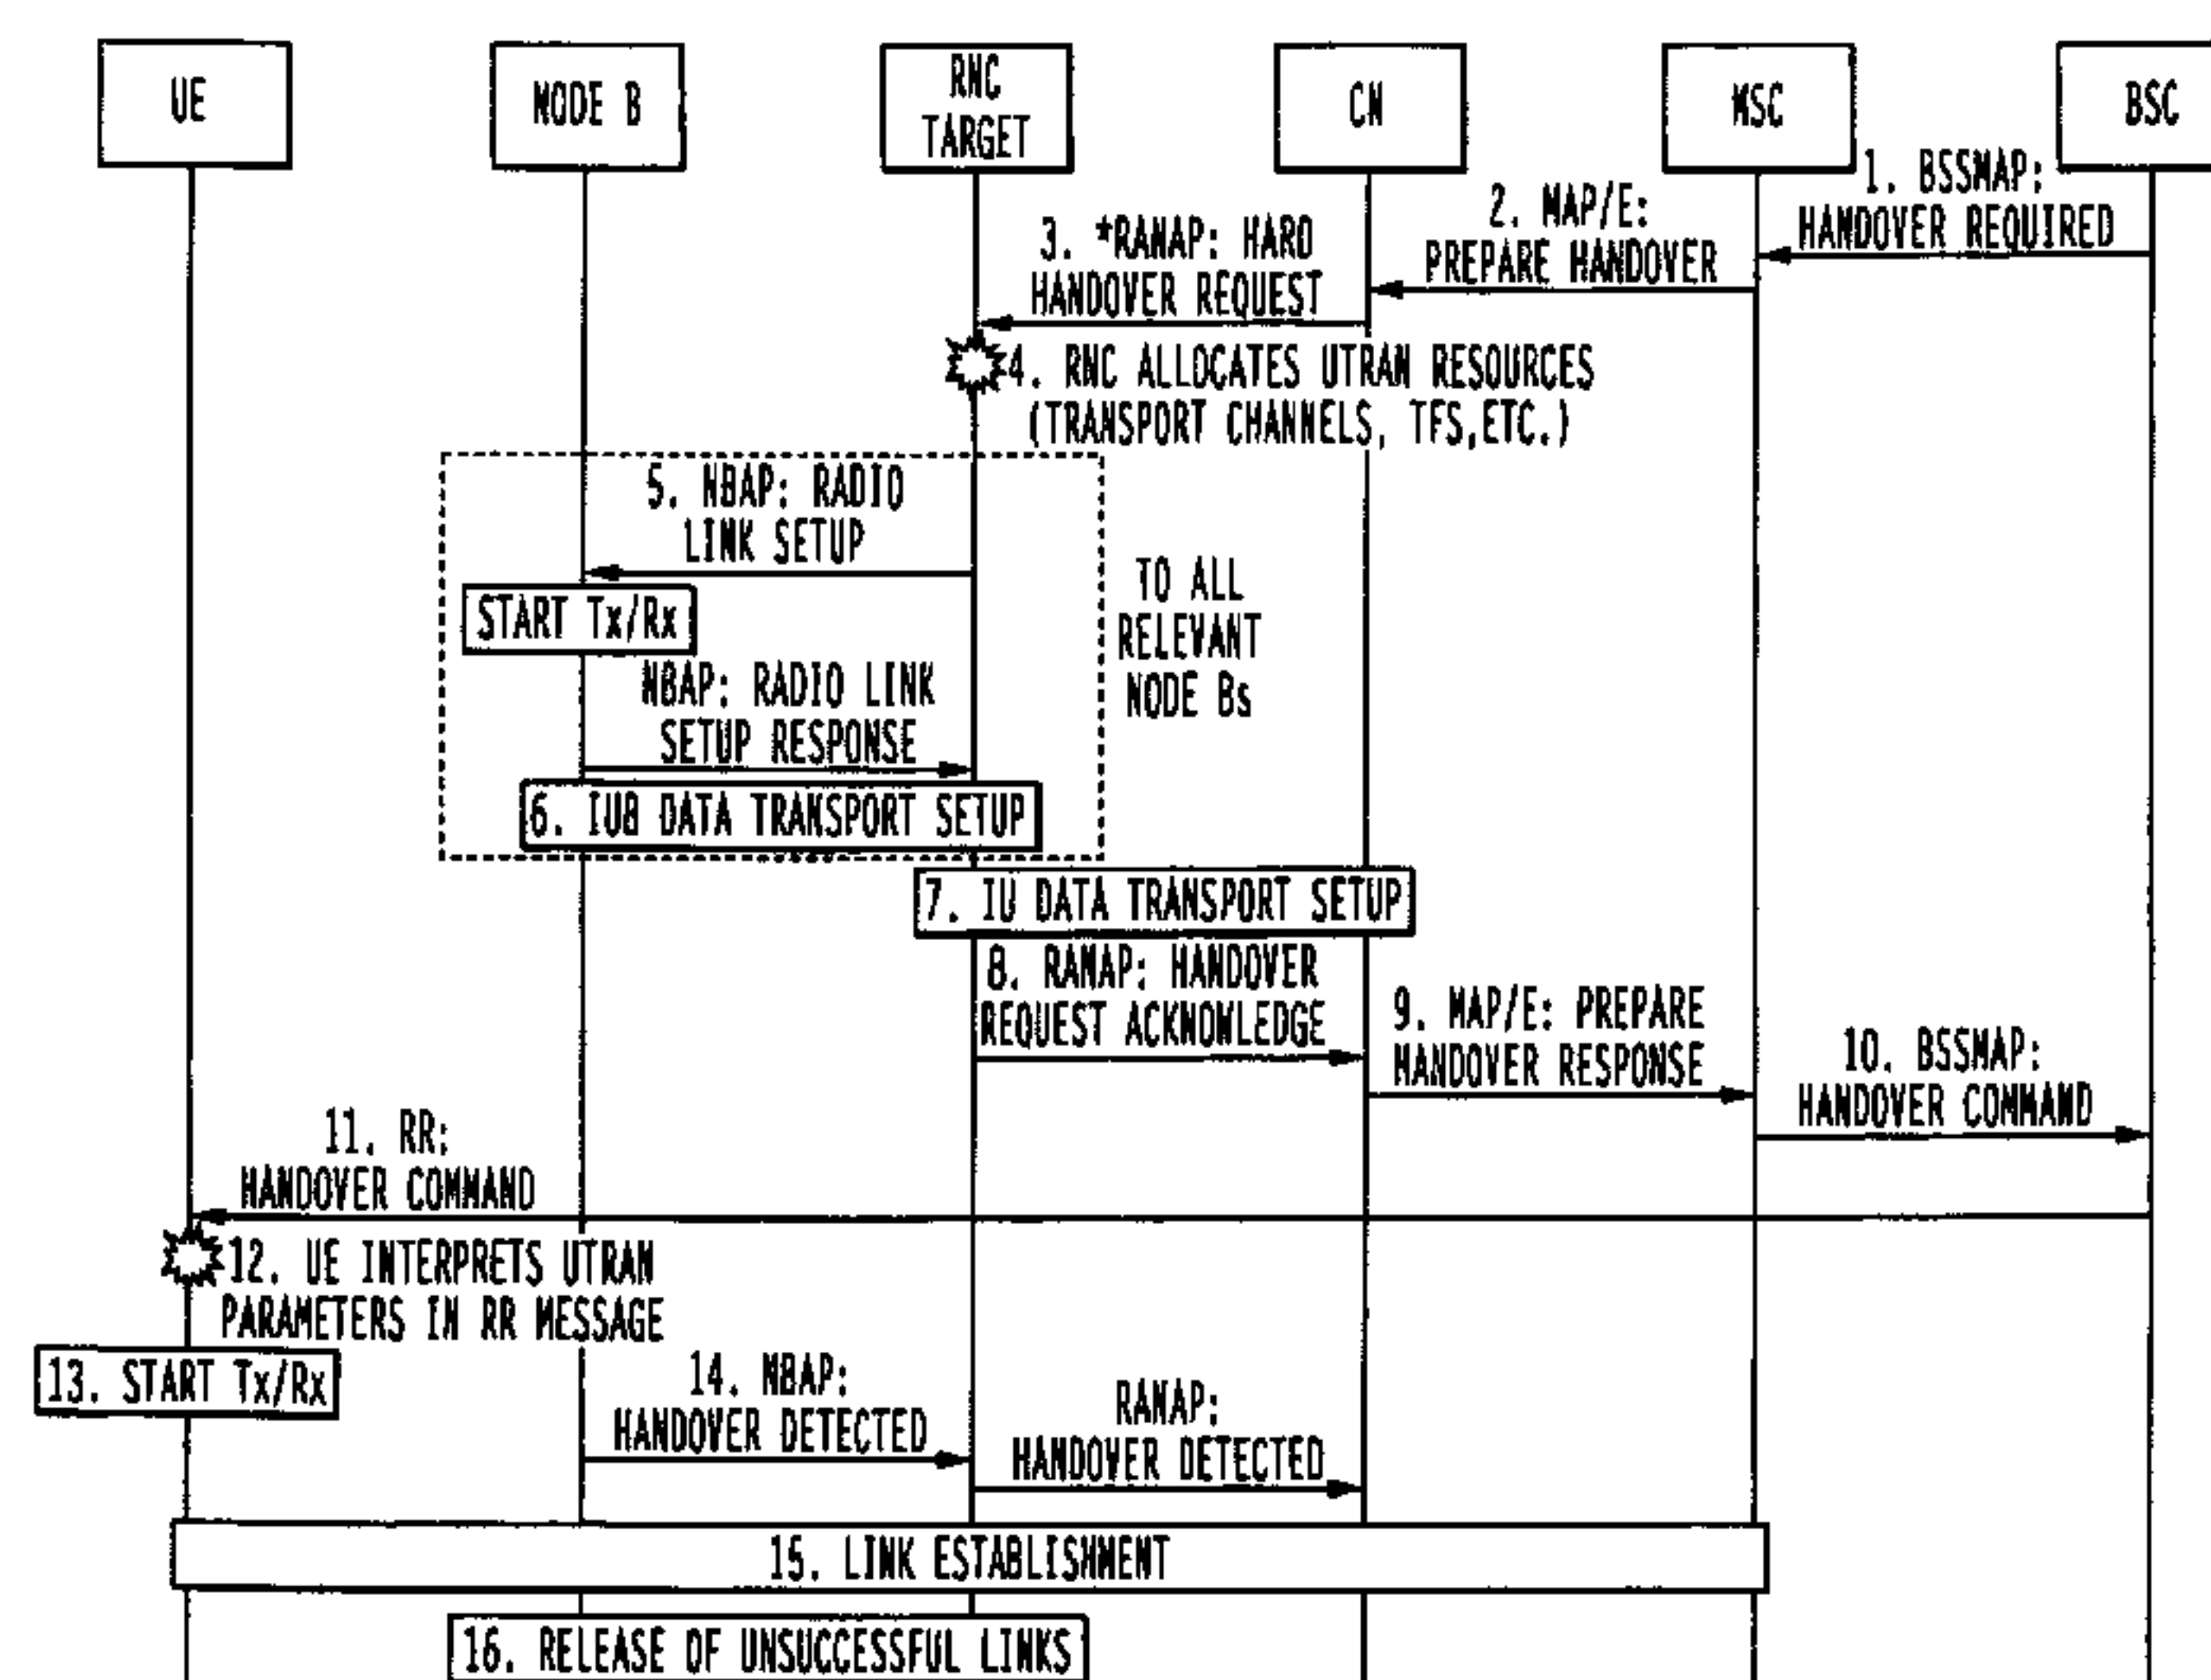 UE
NODE B
RNC
TARGET
CN
MSC
BSC
1. BSSMAP:
HANDOVER REQUIRED
2. MAP/E:
PREPARE HANDOVER
3. *RANAP: HARD
HANDOVER REQUEST
4. RNC ALLOCATES UTRAN RESOURCES
(TRANSPORT CHANNELS, TFS,ETC.)
5. NBAP: RADIO
LINK SETUP
START Tx/Rx
TO ALL
RELEVANT
NODE Bs
NBAP: RADIO LINK
SETUP RESPONSE
6. IUB DATA TRANSPORT SETUP
7. IU DATA TRANSPORT SETUP
8. RANAP: HANDOVER
REQUEST ACKNOWLEDGE
9. MAP/E: PREPARE
HANDOVER RESPONSE
10. BSSMAP:
HANDOVER COMMAND
11. RR:
HANDOVER COMMAND
12. UE INTERPRETS UTRAN
PARAMETERS IN RR MESSAGE
13. START Tx/Rx
14. NBAP:
HANDOVER DETECTED
RANAP:
HANDOVER DETECTED
15. LINK ESTABLISHMENT
16. RELEASE OF UNSUCCESSFUL LINKS